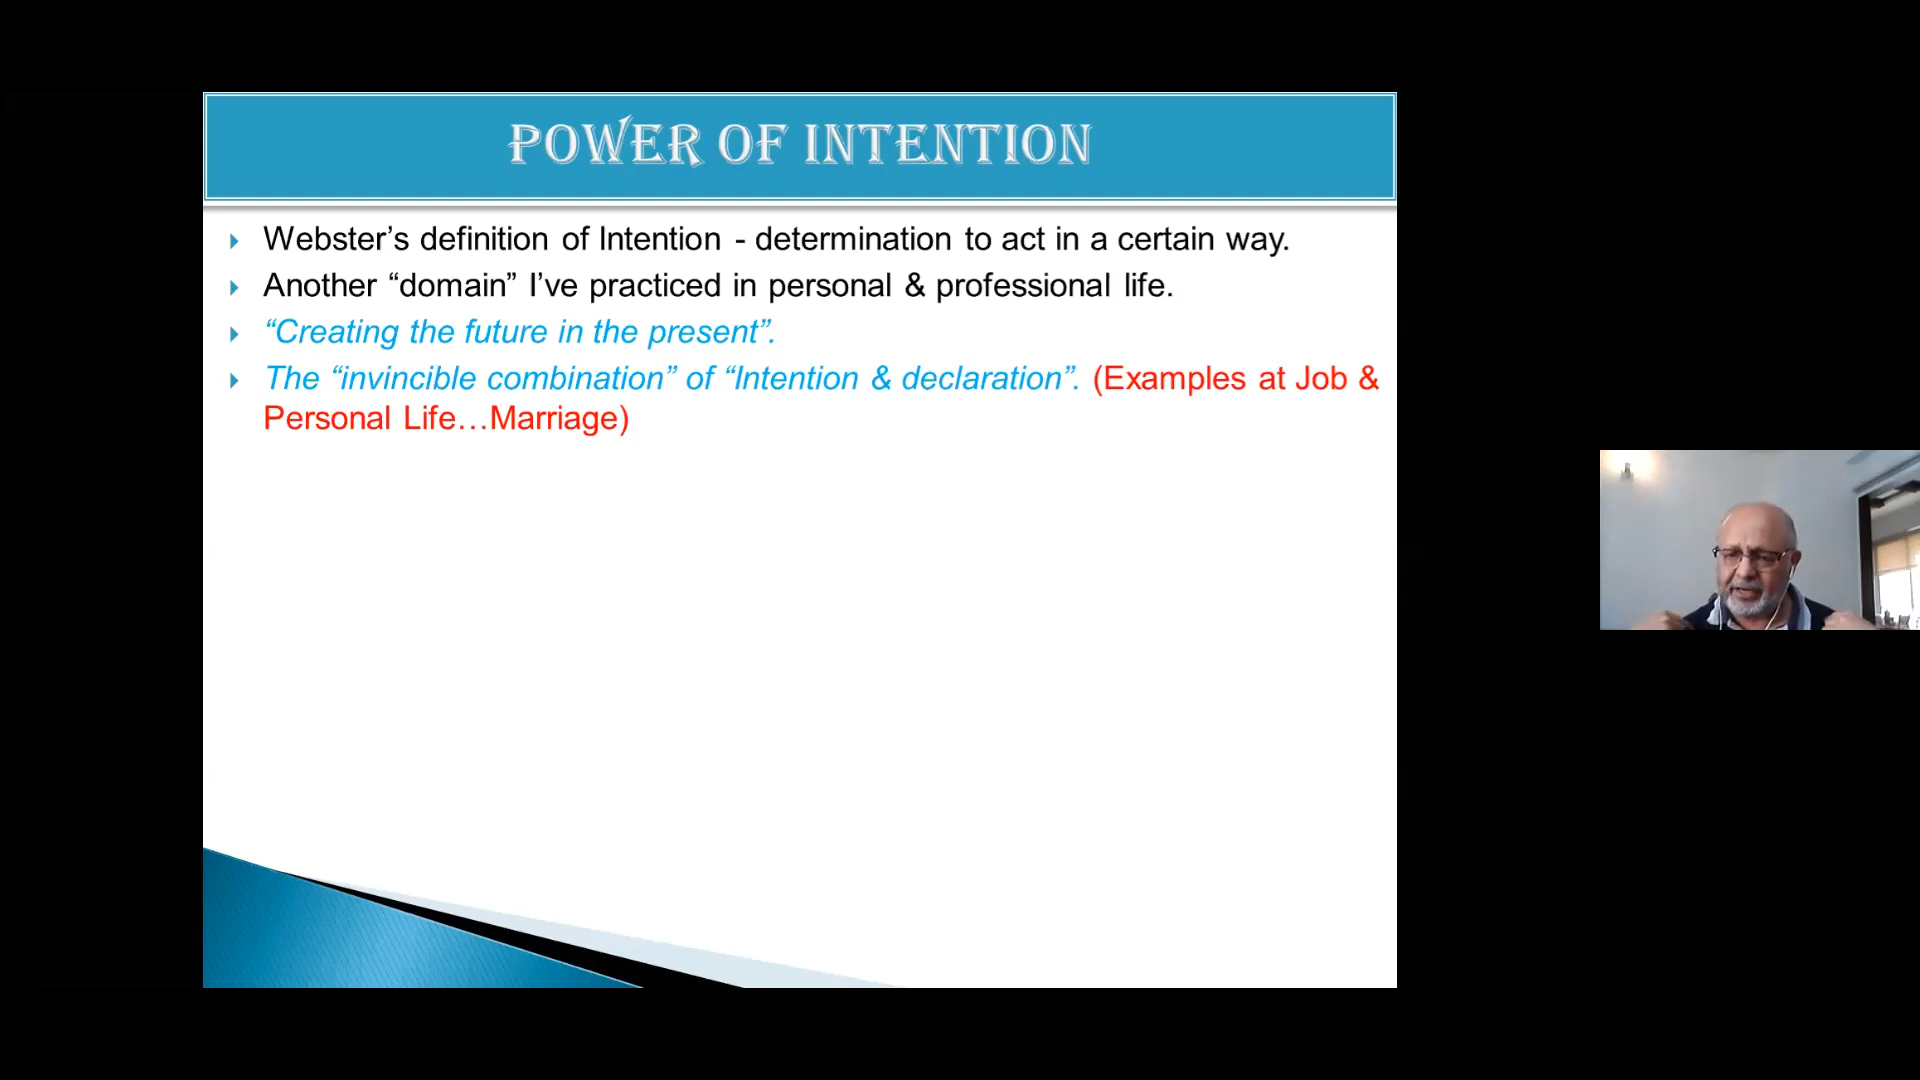 POWER OF INTENTION
Webster’s definition of Intention - determination to act in a certain way.
Another “domain” I’ve practiced in personal & professional life.
“Creating the future in the present”.
The “invincible combination” of “Intention & declaration”. (Examples at Job &
Personal Life…Marriage)